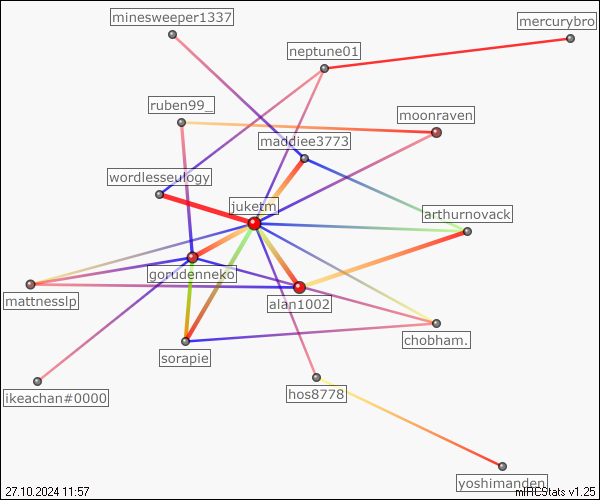 minesweeper1337
mercurybro
neptune01
ruben99_
moonraven
maddiee3773
wordlesseulogy
juketm
arthurnovack
gorudenneko
mattnesslp
alan1002
chobham.
sorapie
ikeachan#0000
hos8778
yoshimanden
27.10.2024 11:57
mIRCStats v1.25